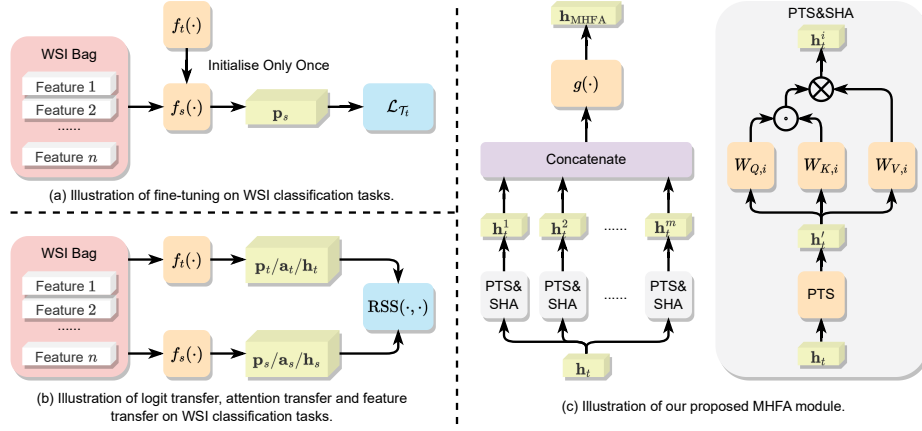 WSI Bag
Feature 1
Feature 2
......
Feature n
f_t(·)
Initialise Only Once
f_s(·)
p_s
L_{T_t}
(a) Illustration of fine-tuning on WSI classification tasks.
WSI Bag
Feature 1
Feature 2
......
Feature n
f_t(·)
p_t/a_t/h_t
RSS(·,·)
f_s(·)
p_s/a_s/h_s
(b) Illustration of logit transfer, attention transfer and feature
transfer on WSI classification tasks.
h_MHFA
g(·)
Concatenate
h_t^1
h_t^2
......
h_t^m
PTS&
SHA
PTS&
SHA
......
PTS&
SHA
h_t
PTS&SHA
h_t^i
W_{Q,i}
W_{K,i}
W_{V,i}
h_t'
PTS
h_t
(c) Illustration of our proposed MHFA module.